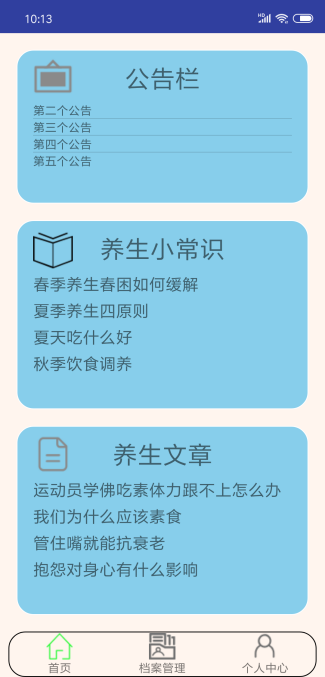 10:13
HD
公告栏
第二个公告
第三个公告
第四个公告
第五个公告
养生小常识
春季养生春困如何缓解
夏季养生四原则
夏天吃什么好
秋季饮食调养
养生文章
运动员学佛吃素体力跟不上怎么办
我们为什么应该素食
管住嘴就能抗衰老
抱怨对身心有什么影响
首页 档案管理 个人中心